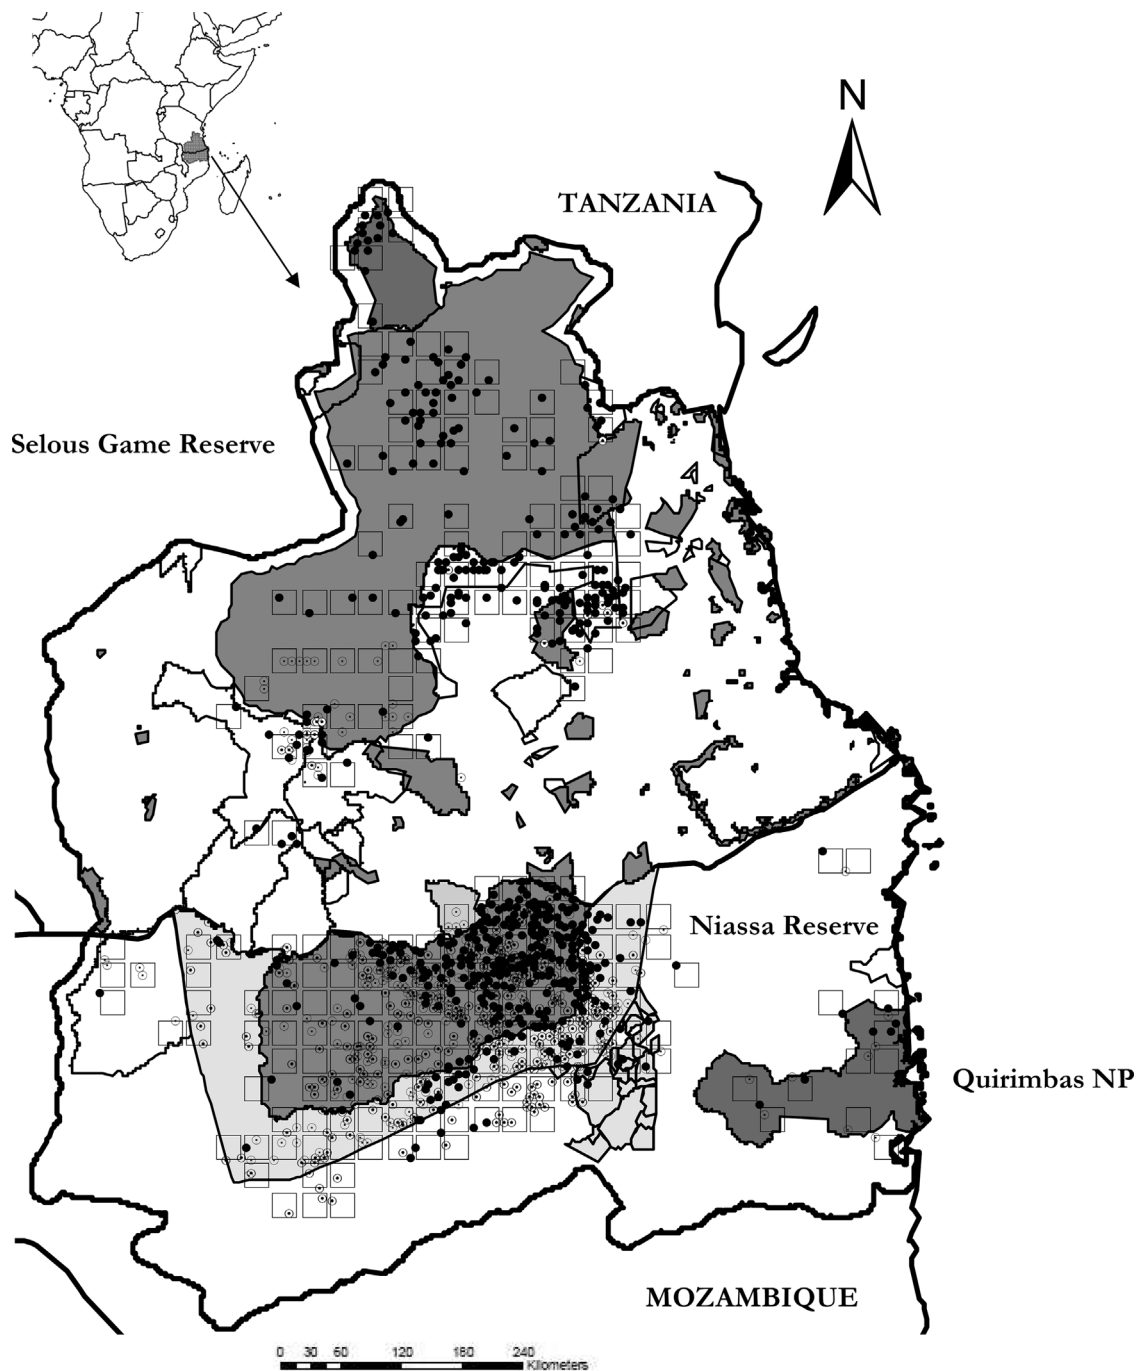 N
TANZANIA
Selous Game Reserve
Niassa Reserve
Quirimbas NP
MOZAMBIQUE
0 30 60 120 180 240
Kilometers